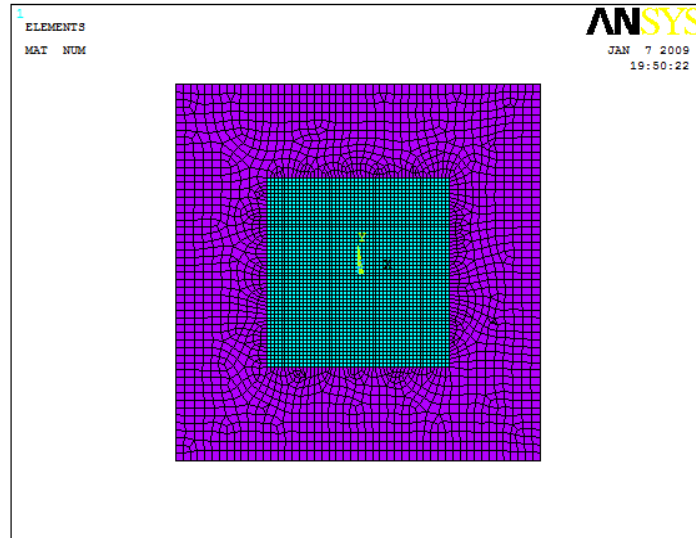 1
ELEMENTS
MAT NUM
ANSYS
JAN 7 2009
19:50:22
Y
X